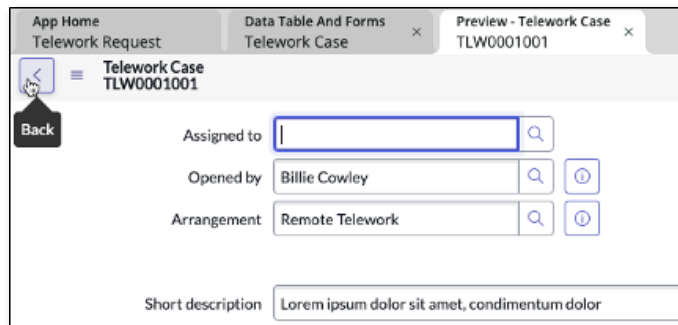 App Home
Telework Request
Data Table And Forms
Telework Case
Preview - Telework Case
TLW0001001
Telework Case
TLW0001001
Back
Assigned to
Opened by Billie Cowley
Arrangement Remote Telework
Short description Lorem ipsum dolor sit amet, condimentum dolor